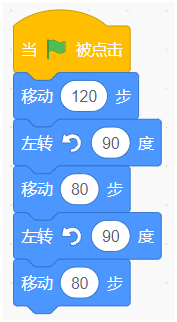 当 被点击
移动 120 步
左转 90 度
移动 80 步
左转 90 度
移动 80 步